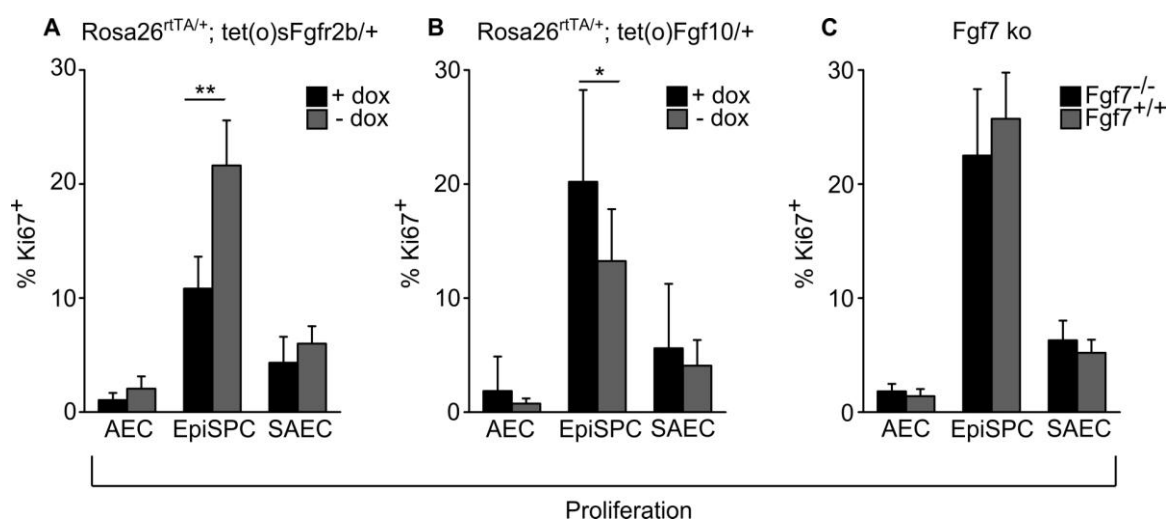 A Rosa26rtTA/+; tet(o)sFgfr2b/+
30
20
10
0
% Ki67+
**
+ dox
- dox
AEC EpiSPC SAEC
B Rosa26rtTA/+; tet(o)Fgf10/+
30
20
10
0
% Ki67+
*
+ dox
- dox
AEC EpiSPC SAEC
C Fgf7 ko
30
20
10
0
% Ki67+
Fgf7-/-
Fgf7+/+
AEC EpiSPC SAEC
Proliferation